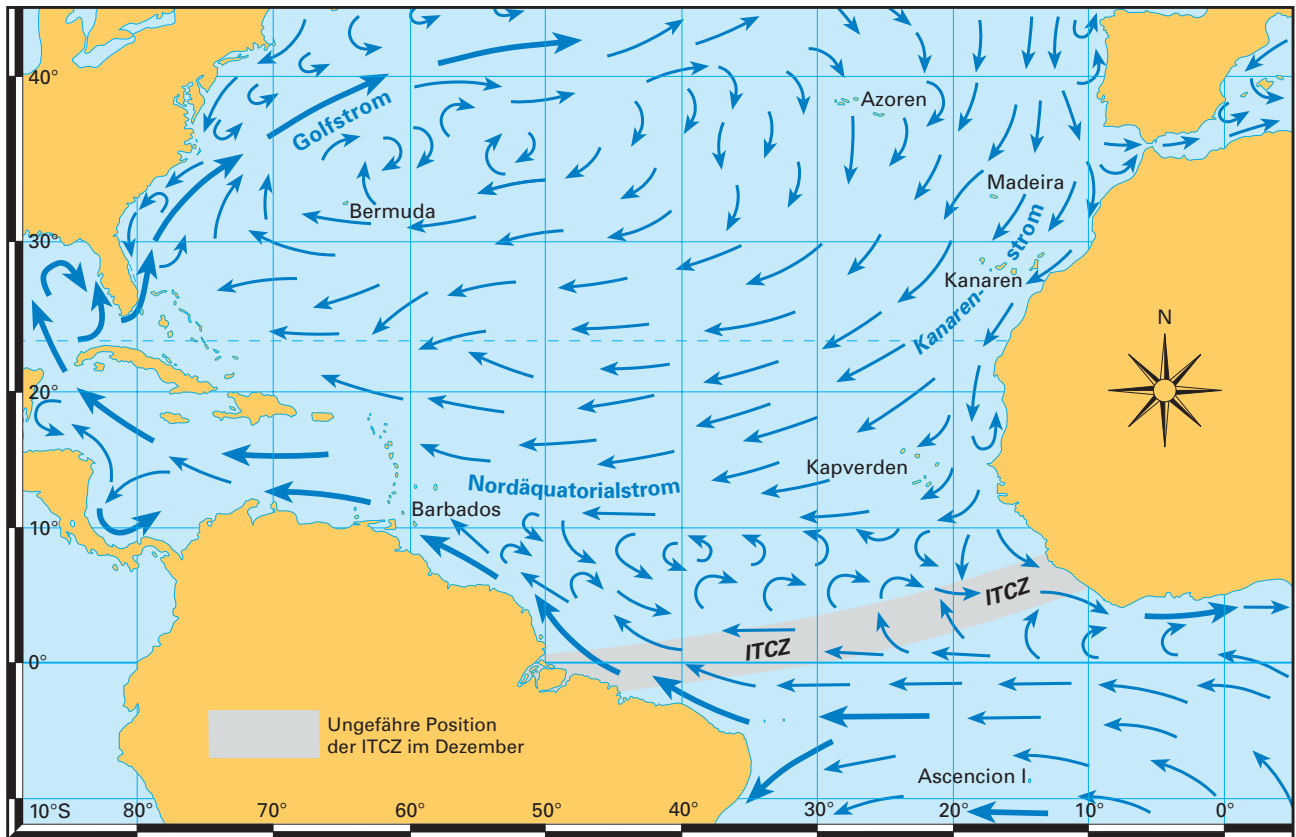 40°
Azoren
Golfstrom
Madeira
Bermuda
30°
Kanaren-
strom
Kanaren
N
20°
Kapverden
Nordäquatorialstrom
Barbados
10°
ITCZ
ITCZ
0°
Ungefähre Position
der ITCZ im Dezember
Ascencion I.
10°S 80° 70° 60° 50° 40° 30° 20° 10° 0°